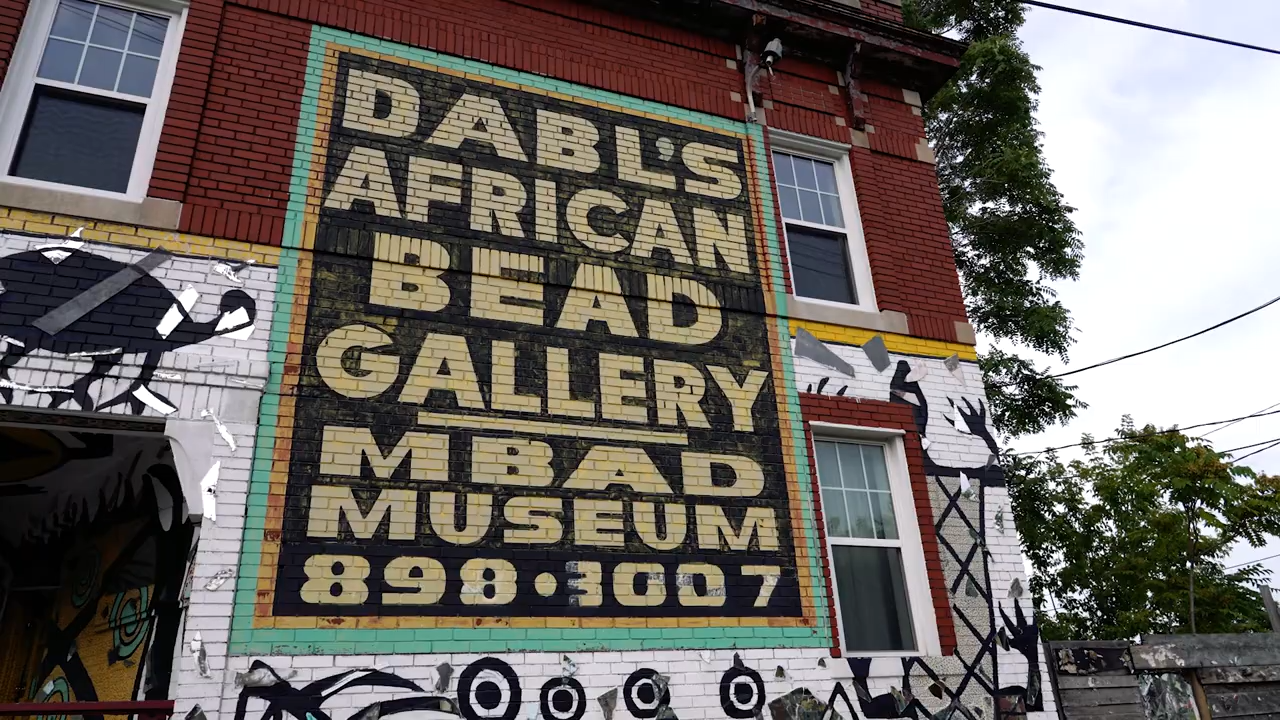 DABL'S
AFRICAN
BEAD
GALLERY
MBAD
MUSEUM
898•3007